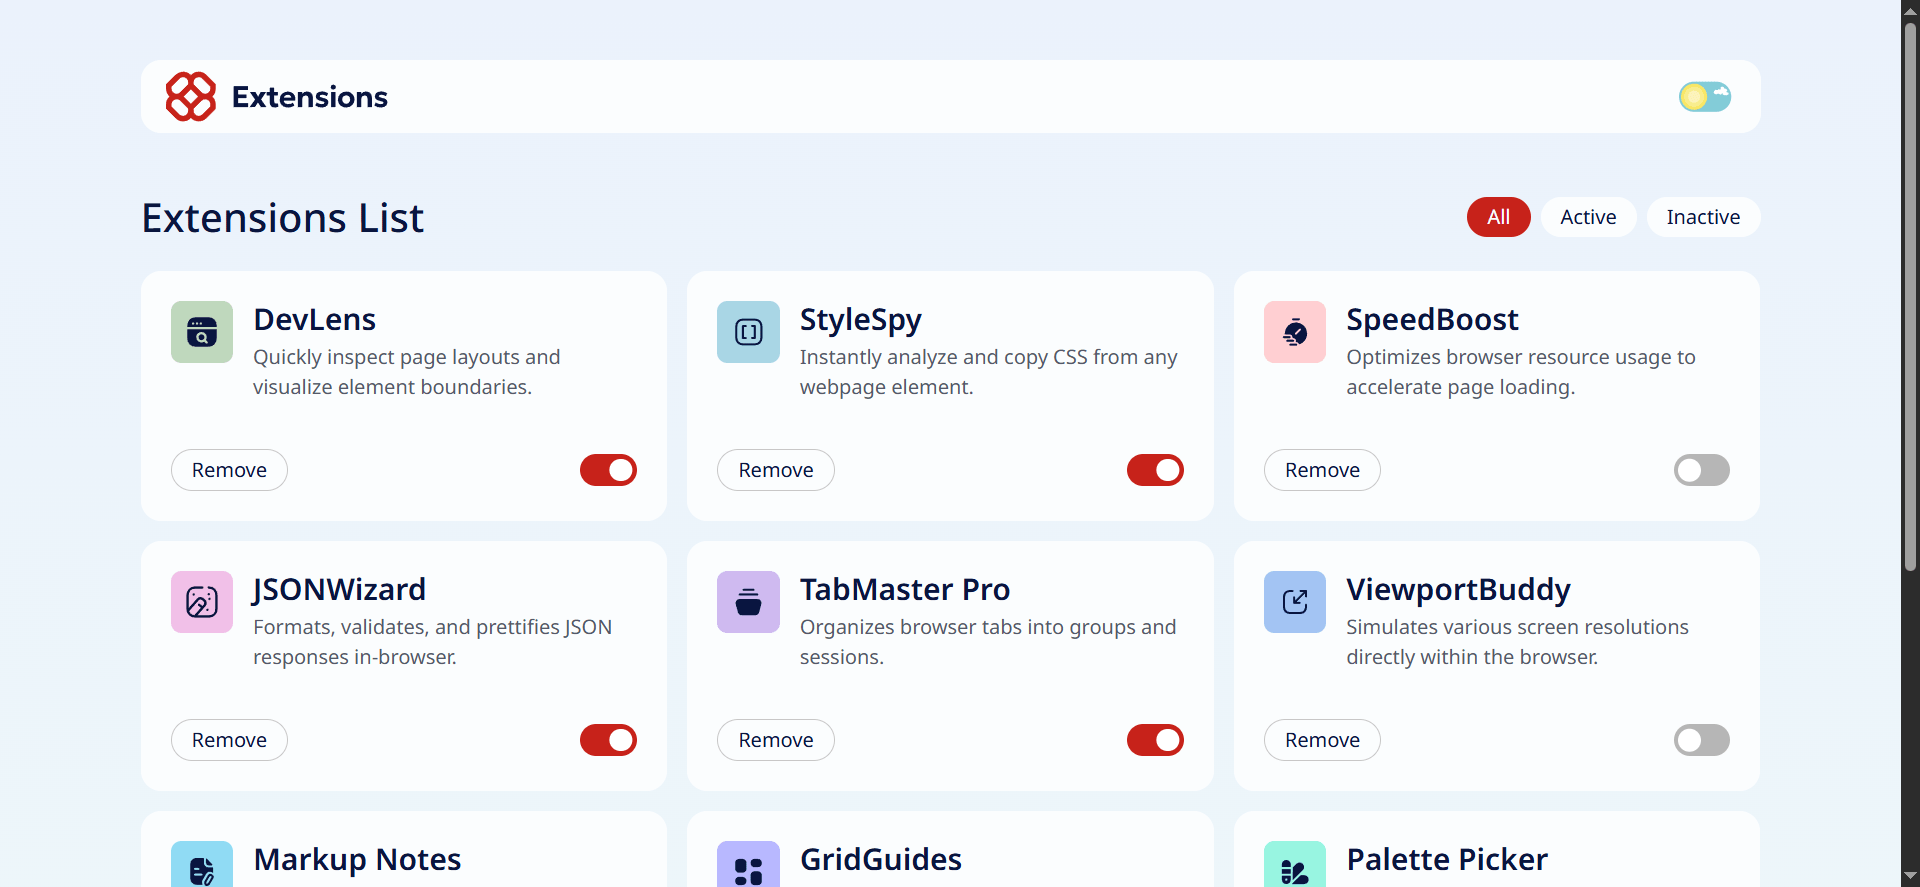 Extensions
Extensions List
All
Active
Inactive
DevLens
Quickly inspect page layouts and
visualize element boundaries.
Remove
StyleSpy
Instantly analyze and copy CSS from any
webpage element.
Remove
SpeedBoost
Optimizes browser resource usage to
accelerate page loading.
Remove
JSONWizard
Formats, validates, and prettifies JSON
responses in-browser.
Remove
TabMaster Pro
Organizes browser tabs into groups and
sessions.
Remove
ViewportBuddy
Simulates various screen resolutions
directly within the browser.
Remove
Markup Notes
GridGuides
Palette Picker